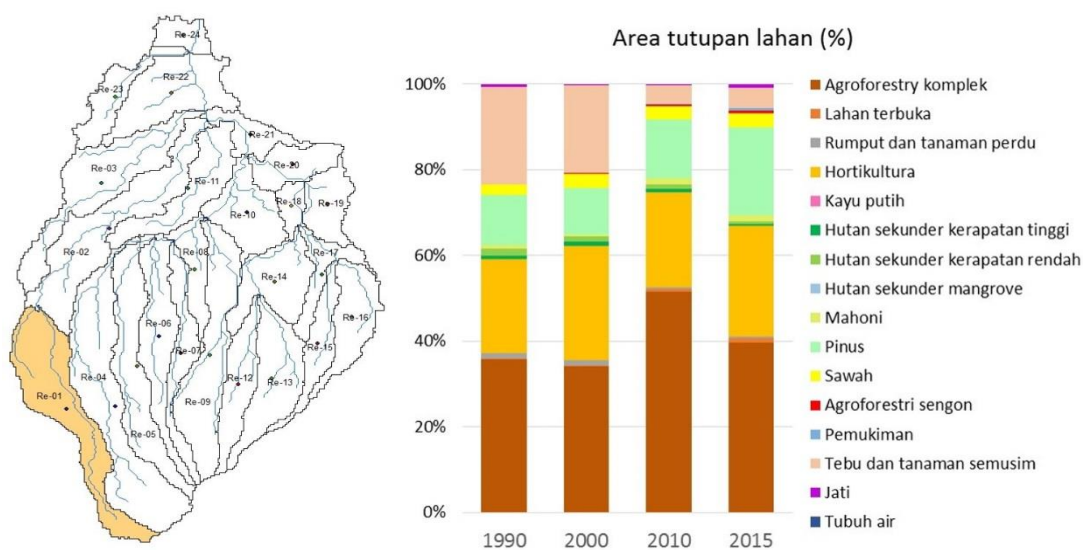 Re-24
Re-22
Re-23
Re-21
Re-20
Re-03
Re-11
Re-18
Re-19
Re-10
Re-02
Re-08
Re-17
Re-14
Re-16
Re-06
Re-15
Re-07
Re-04
Re-12
Re-13
Re-01
Re-09
Re-05
Area tutupan lahan (%)
100%
80%
60%
40%
20%
0%
1990 2000 2010 2015
Agroforestry komplek
Lahan terbuka
Rumput dan tanaman perdu
Hortikultura
Kayu putih
Hutan sekunder kerapatan tinggi
Hutan sekunder kerapatan rendah
Hutan sekunder mangrove
Mahoni
Pinus
Sawah
Agroforestri sengon
Pemukiman
Tebu dan tanaman semusim
Jati
Tubuh air